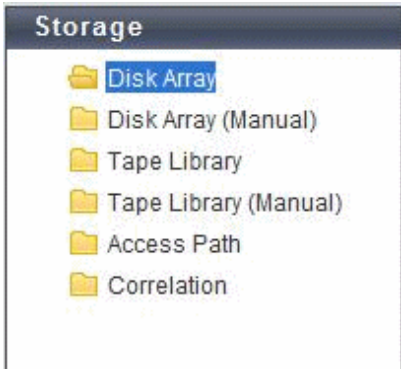 Storage
Disk Array
Disk Array (Manual)
Tape Library
Tape Library (Manual)
Access Path
Correlation